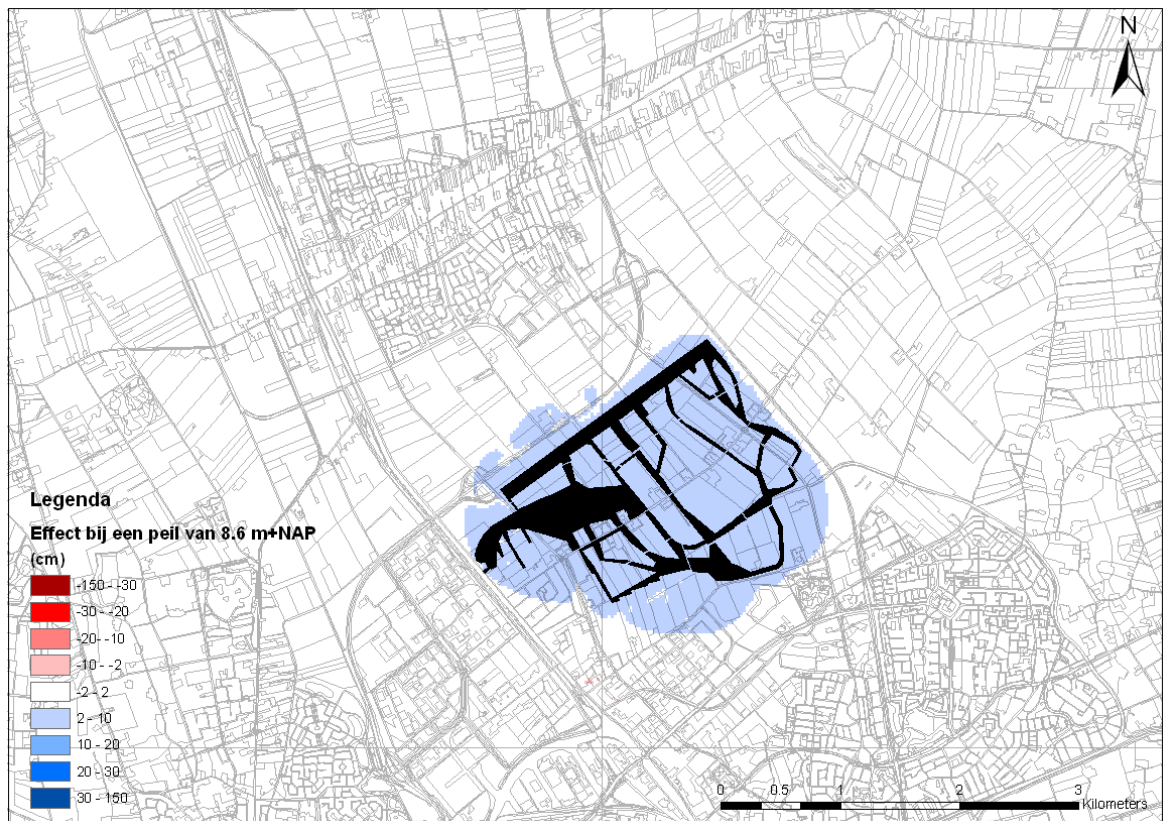 N
Legenda
Effect bij een peil van 8.6 m+NAP
(cm)
-150 - -30
-30 - -20
-20 - -10
-10 - -2
-2 - 2
2 - 10
10 - 20
20 - 30
30 - 150
0 0.5 1 2 3
Kilometers